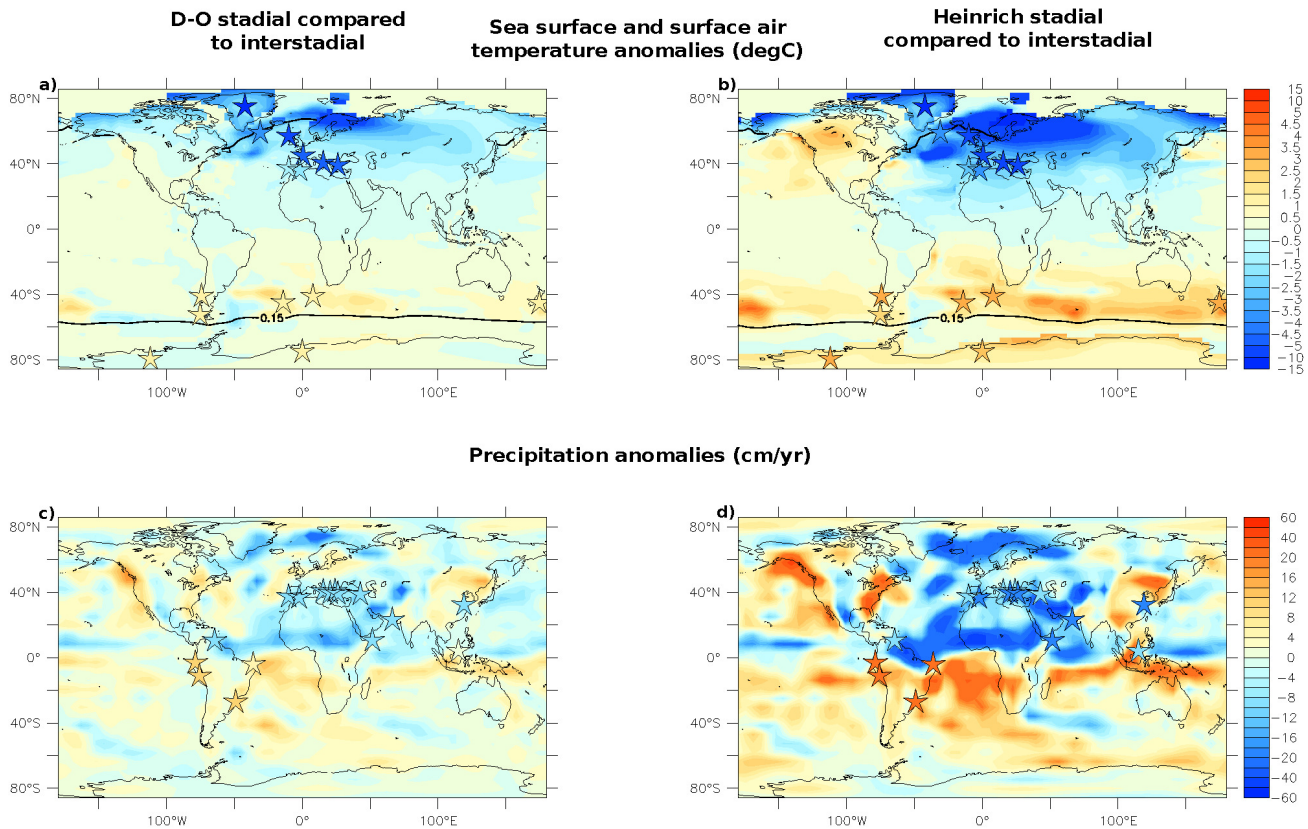 D-O stadial compared
to interstadial
Sea surface and surface air
temperature anomalies (degC)
Heinrich stadial
compared to interstadial
a)
80°N
40°N
0°
40°S
80°S
0.15
100°W
0°
100°E
b)
80°N
40°N
0°
40°S
80°S
0.15
100°W
0°
100°E
15
10
5
4.5
4
3.5
3
2.5
2
1.5
1
0.5
0
−0.5
−1
−1.5
−2
−2.5
−3
−3.5
−4
−4.5
−5
−10
−15
Precipitation anomalies (cm/yr)
c)
80°N
40°N
0°
40°S
80°S
100°W
0°
100°E
d)
80°N
40°N
0°
40°S
80°S
100°W
0°
100°E
60
40
20
16
12
8
4
0
−4
−8
−12
−16
−20
−40
−60